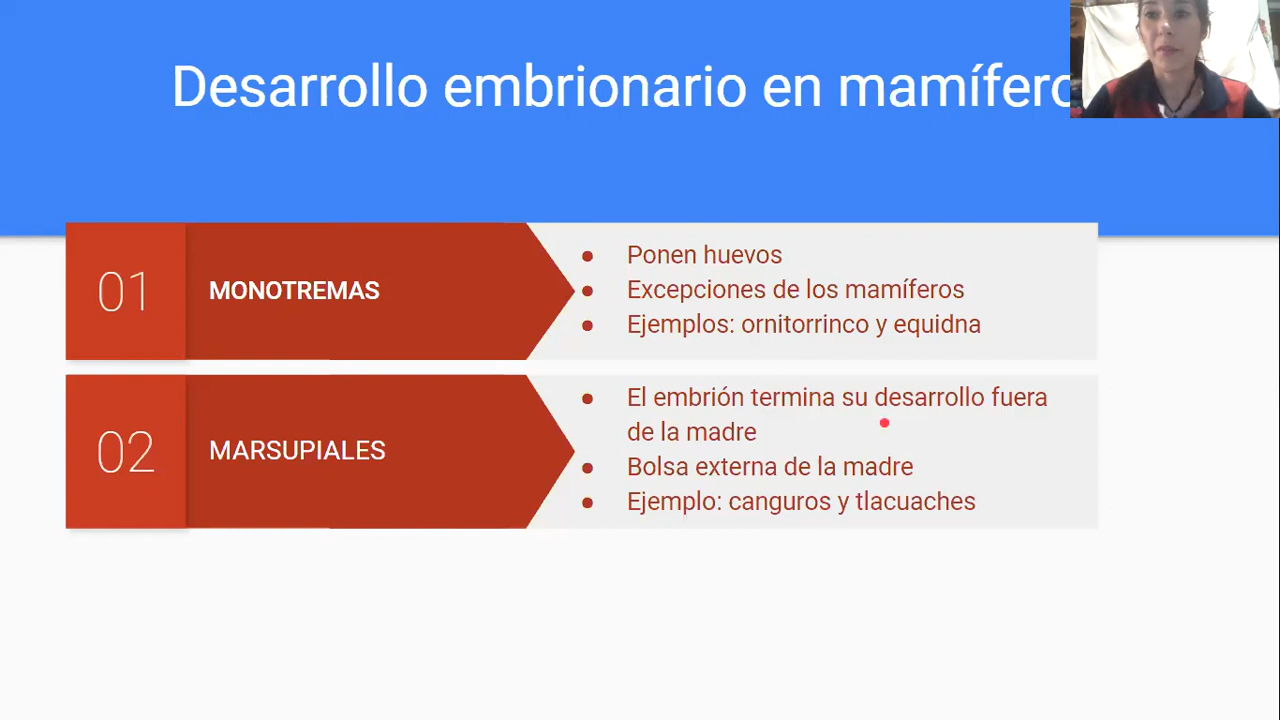 Desarrollo embrionario en mamífero
01
MONOTREMAS
● Ponen huevos
● Excepciones de los mamíferos
● Ejemplos: ornitorrinco y equidna
02
MARSUPIALES
● El embrión termina su desarrollo fuera
de la madre
● Bolsa externa de la madre
● Ejemplo: canguros y tlacuaches